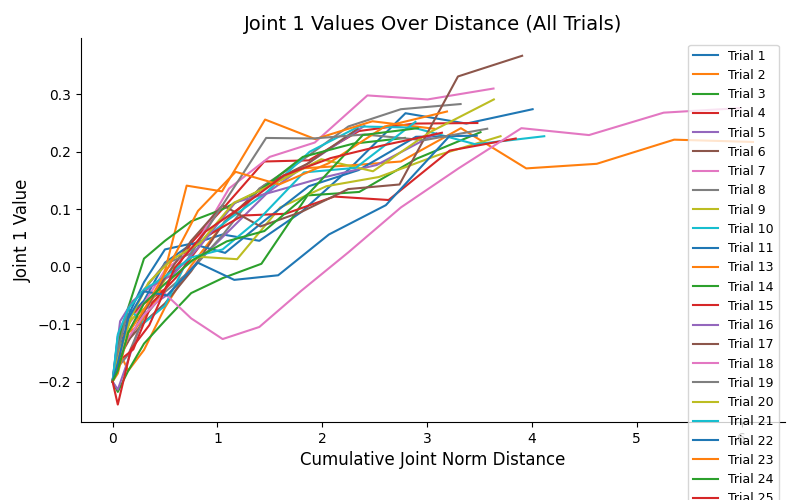 Joint 1 Values Over Distance (All Trials)
Joint 1 Value
0.3
0.2
0.1
0.0
−0.1
−0.2
0
1
2
3
4
5
6
Cumulative Joint Norm Distance
Trial 1
Trial 2
Trial 3
Trial 4
Trial 5
Trial 6
Trial 7
Trial 8
Trial 9
Trial 10
Trial 11
Trial 13
Trial 14
Trial 15
Trial 16
Trial 17
Trial 18
Trial 19
Trial 20
Trial 21
Trial 22
Trial 23
Trial 24
Trial 25